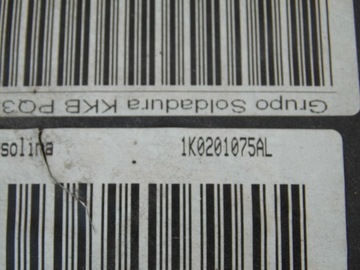 Grupo Soldadura KKB PQ3
solina 1K0201075AL